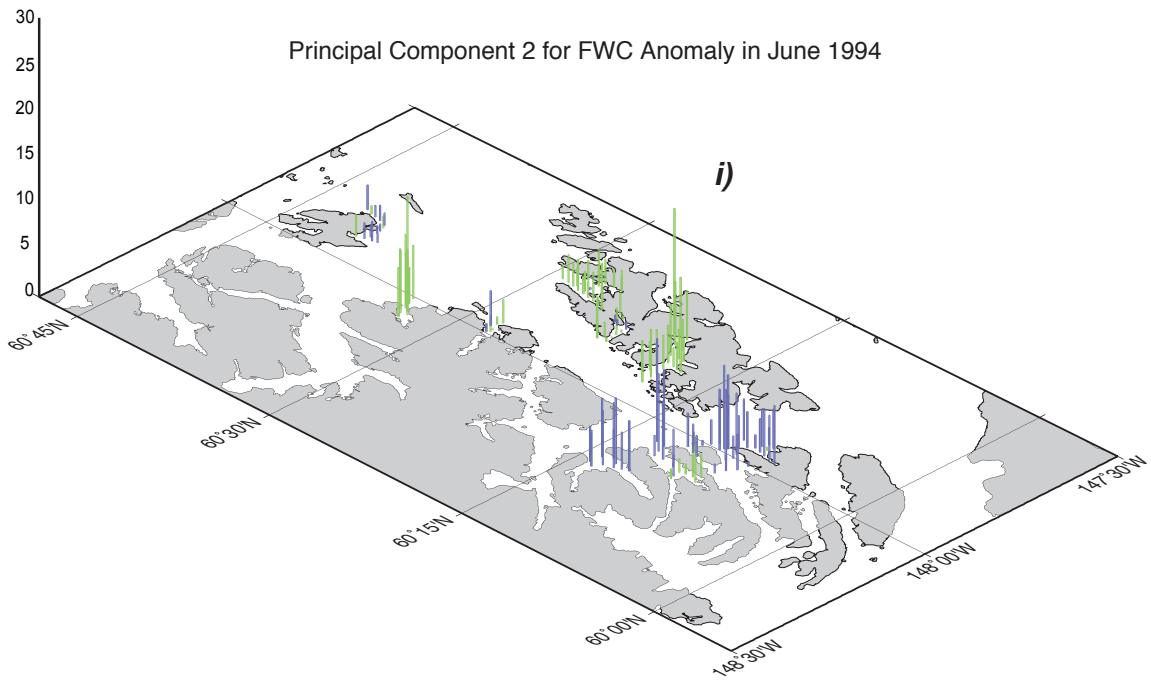 30
Principal Component 2 for FWC Anomaly in June 1994
25
20
15
i)
10
5
0
60˚45'N
60˚30'N
60˚15'N
60˚00'N
148˚30'W
148˚00'W
147˚30'W